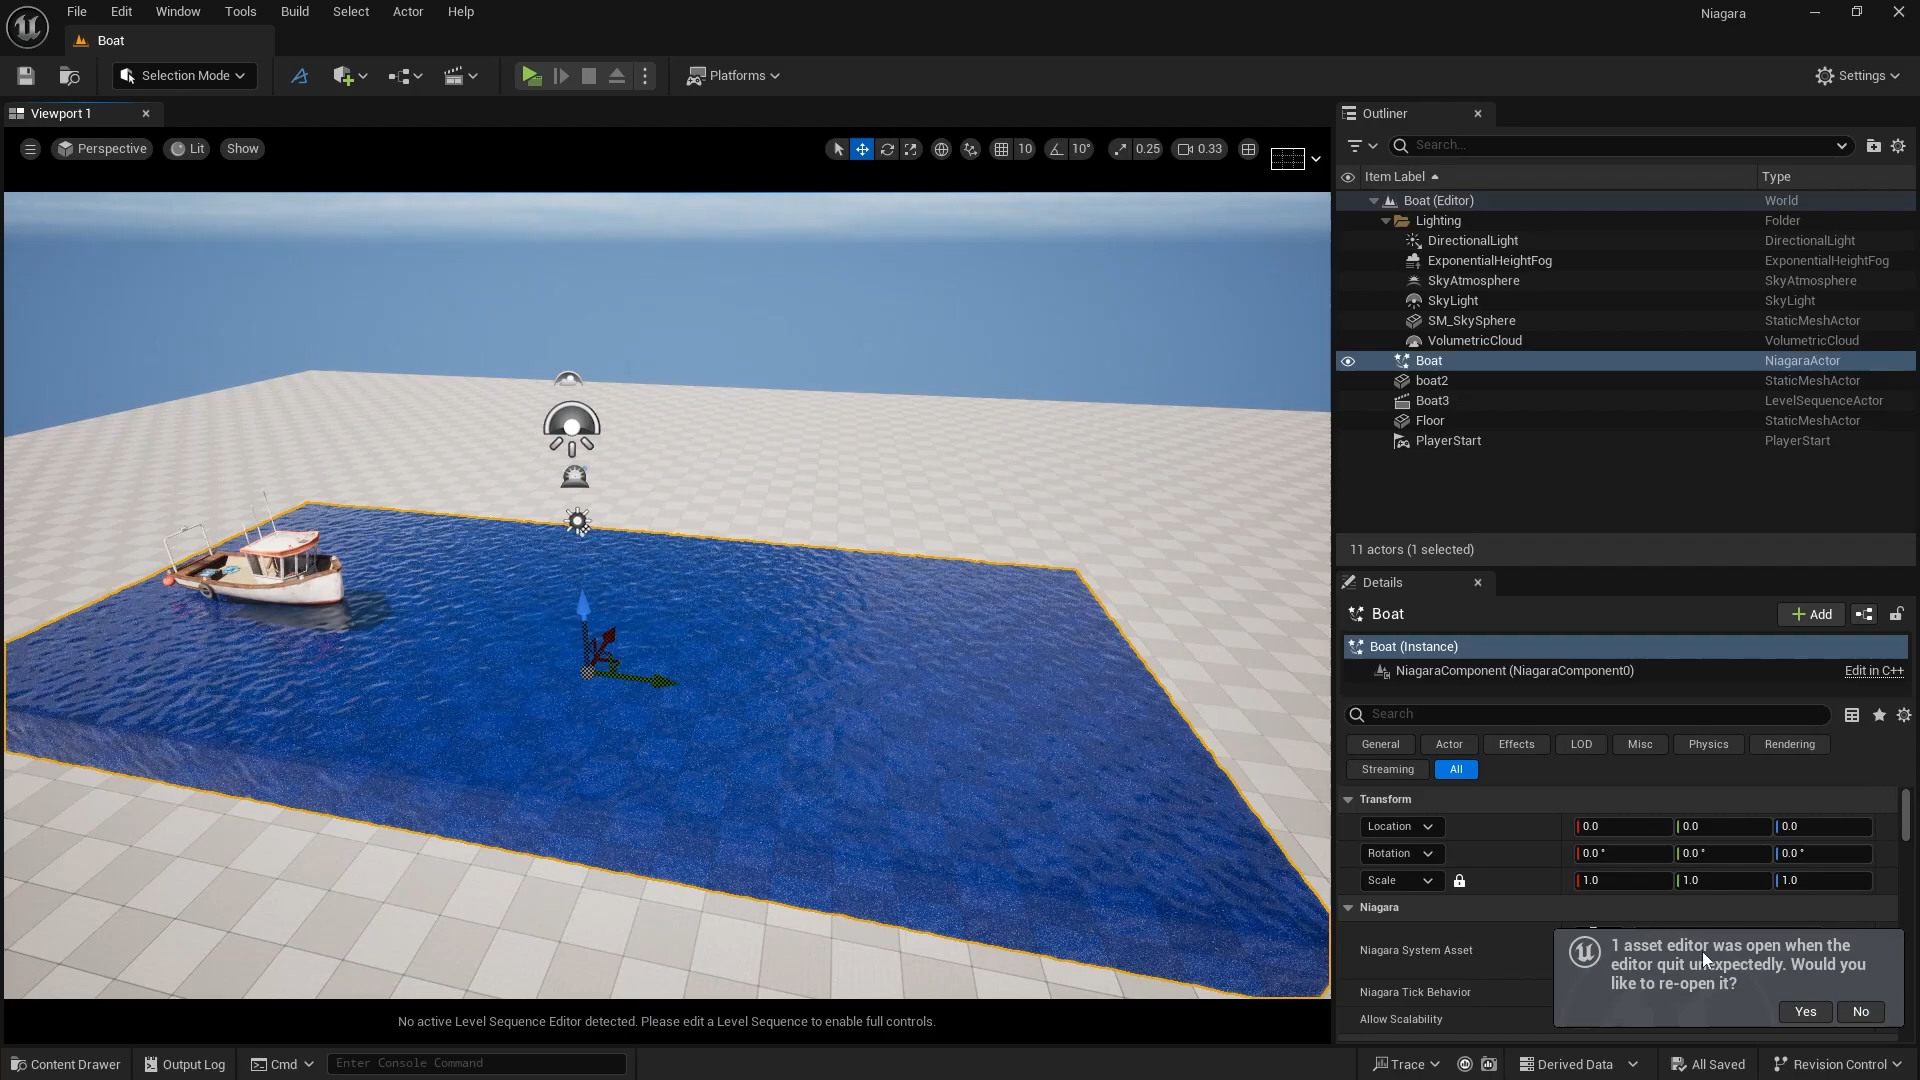 File Edit Window Tools Build Select Actor Help
Niagara
Boat
Selection Mode
Platforms
Settings
Viewport 1
Perspective Lit Show
10 10° 0.25 0.33
Outliner
Search...
Item Label Type
Boat (Editor) World
Lighting Folder
DirectionalLight DirectionalLight
ExponentialHeightFog ExponentialHeightFog
SkyAtmosphere SkyAtmosphere
SkyLight SkyLight
SM_SkySphere StaticMeshActor
VolumetricCloud VolumetricCloud
Boat NiagaraActor
boat2 StaticMeshActor
Boat3 LevelSequenceActor
Floor StaticMeshActor
PlayerStart PlayerStart
11 actors (1 selected)
Details
Boat
Add
Boat (Instance)
NiagaraComponent (NiagaraComponent0) Edit in C++
Search
General Actor Effects LOD Misc Physics Rendering
Streaming All
Transform
Location 0.0 0.0 0.0
Rotation 0.0 ° 0.0 ° 0.0 °
Scale 1.0 1.0 1.0
Niagara
Niagara System Asset
Niagara Tick Behavior
Allow Scalability
1 asset editor was open when the
editor quit unexpectedly. Would you
like to re-open it?
Yes No
No active Level Sequence Editor detected. Please edit a Level Sequence to enable full controls.
Content Drawer Output Log Cmd Enter Console Command
Trace Derived Data All Saved Revision Control